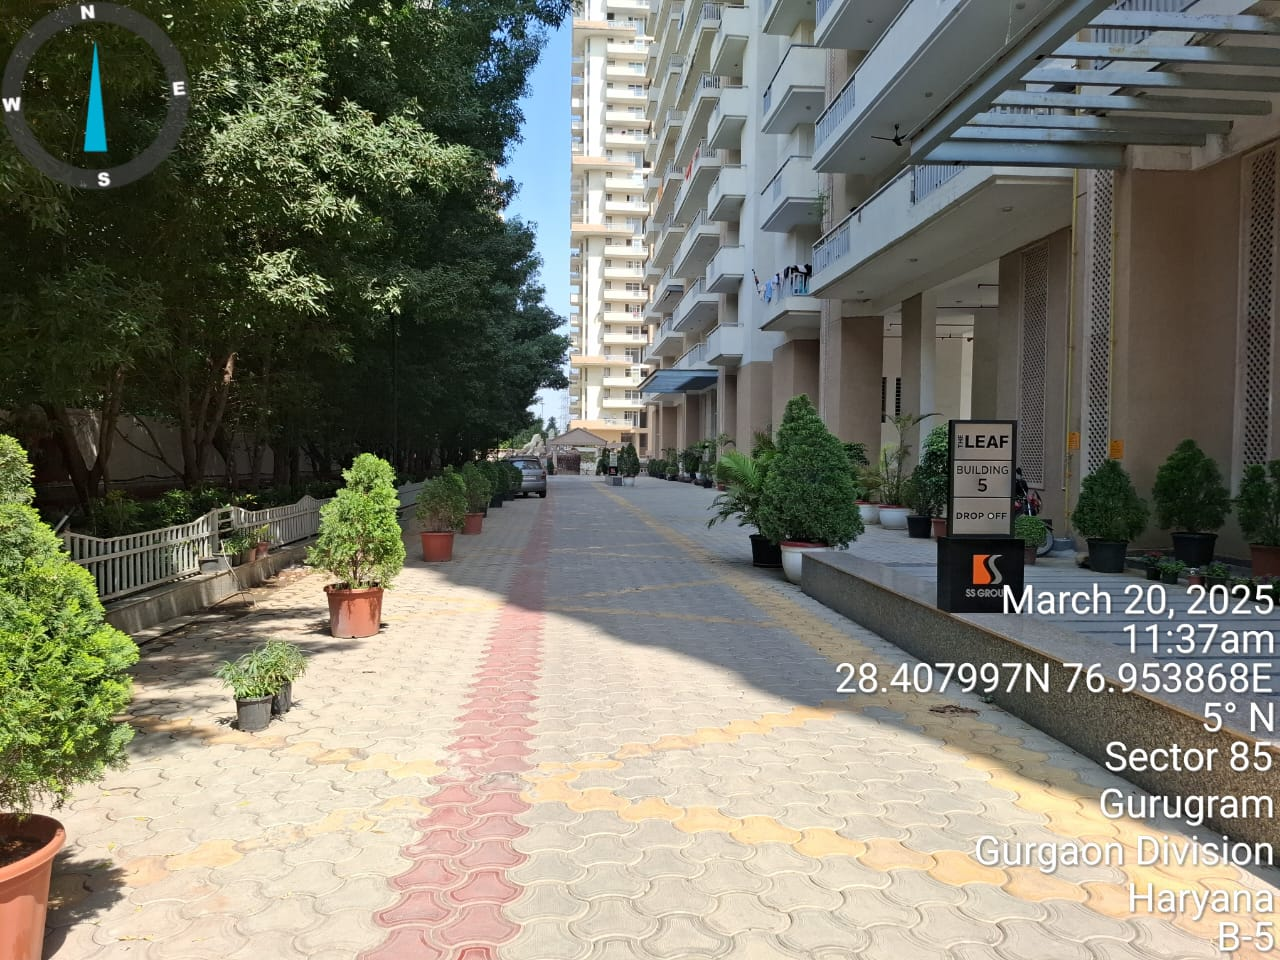 N
W
E
S
THE LEAF
BUILDING
5
DROP OFF
SS GROU
March 20, 2025
11:37am
28.407997N 76.953868E
5° N
Sector 85
Gurugram
Gurgaon Division
Haryana
B-5